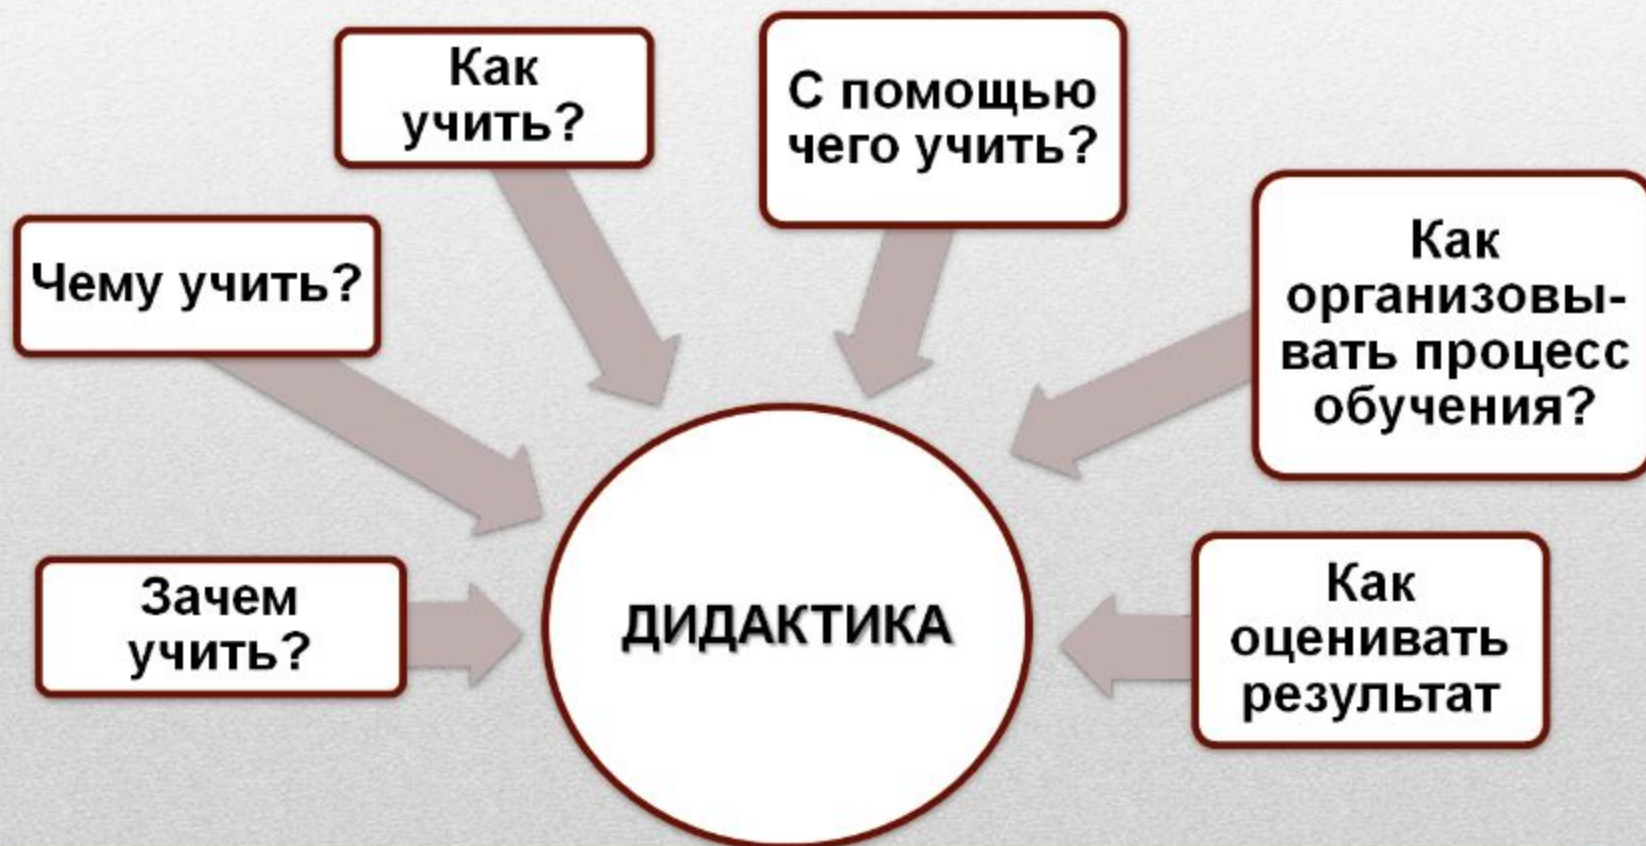 Как
учить?
С помощью
чего учить?
Чему учить?
Как
организовы-
вать процесс
обучения?
Зачем
учить?
ДИДАКТИКА
Как
оценивать
результат